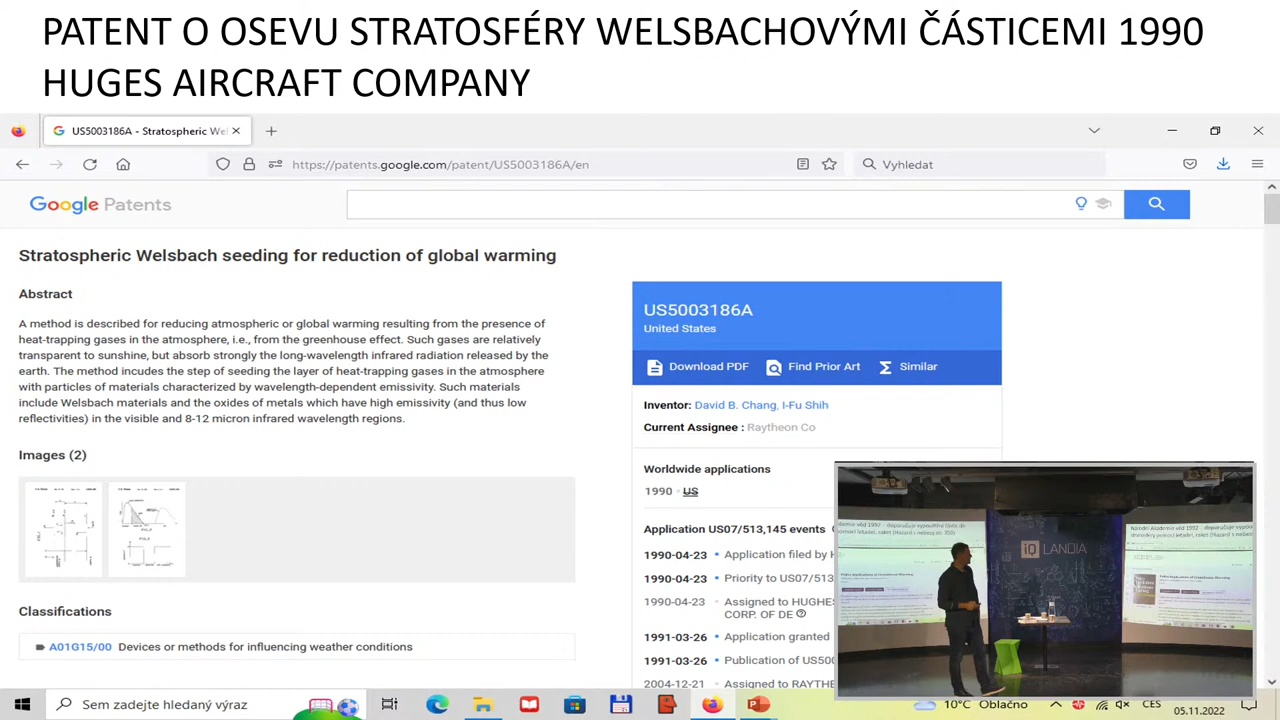 PATENT O OSEVU STRATOSFÉRY WELSBACHOVÝMI ČÁSTICEMI 1990
HUGES AIRCRAFT COMPANY
US5003186A - Stratospheric Wel
https://patents.google.com/patent/US5003186A/en
Vyhledat
Google Patents
Stratospheric Welsbach seeding for reduction of global warming
Abstract
A method is described for reducing atmospheric or global warming resulting from the presence of
heat-trapping gases in the atmosphere, i.e., from the greenhouse effect. Such gases are relatively
transparent to sunshine, but absorb strongly the long-wavelength infrared radiation released by the
earth. The method incudes the step of seeding the layer of heat-trapping gases in the atmosphere
with particles of materials characterized by wavelength-dependent emissivity. Such materials
include Welsbach materials and the oxides of metals which have high emissivity (and thus low
reflectivities) in the visible and 8-12 micron infrared wavelength regions.
Images (2)
Classifications
A01G15/00 Devices or methods for influencing weather conditions
US5003186A
United States
Download PDF
Find Prior Art
Similar
Inventor: David B. Chang, I-Fu Shih
Current Assignee : Raytheon Co
Worldwide applications
1990 US
Application US07/513,145 events
1990-04-23 Application filed by H
1990-04-23 Priority to US07/513
1990-04-23 Assigned to HUGHES
CORP. OF DE
1991-03-26 Application granted
1991-03-26 Publication of US500
2004-12-21 Assigned to RAYTHE
iQ LANDIA
Sem zadejte hledaný výraz
10°C Oblačno
CES
05.11.2022